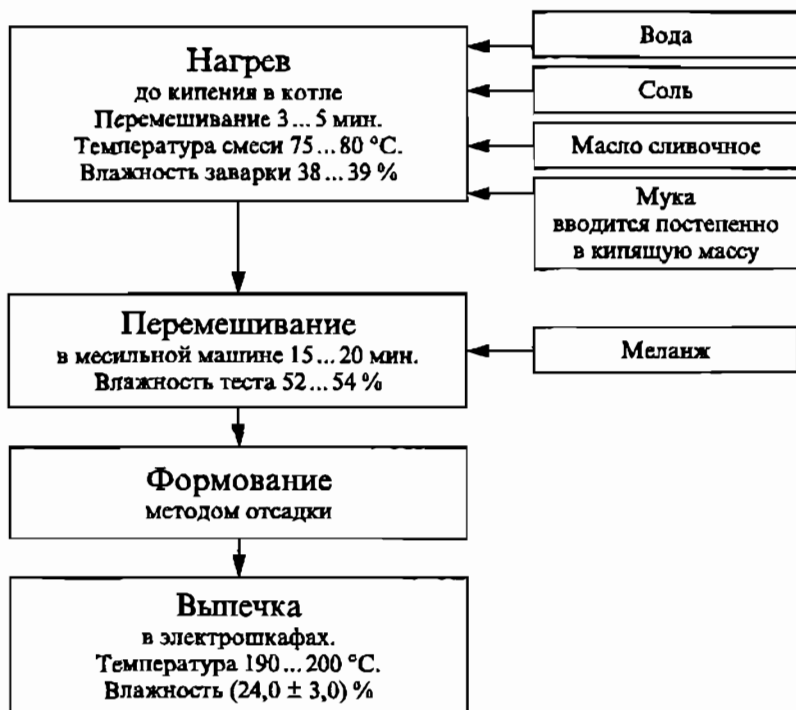 Нагрев
до кипения в котле
Перемешивание 3 ... 5 мин.
Температура смеси 75 ... 80 °С.
Влажность заварки 38 ... 39 %
Вода
Соль
Масло сливочное
Мука
вводится постепенно
в кипящую массу
Перемешивание
в месильной машине 15 ... 20 мин.
Влажность теста 52 ... 54 %
Меланж
Формование
методом отсадки
Выпечка
в электрошкафах.
Температура 190 ... 200 °С.
Влажность (24,0 ± 3,0) %